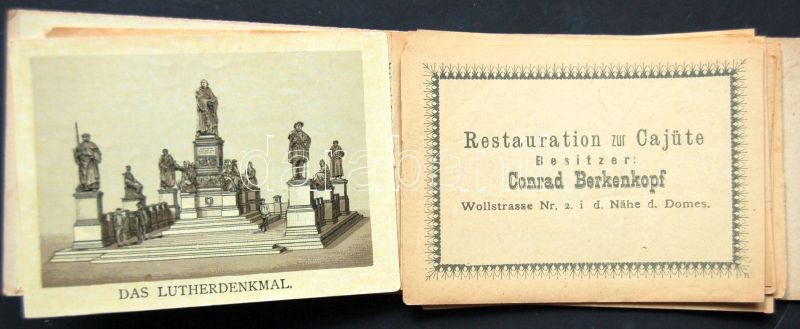 DAS LUTHERDENKMAL.
Restauration zur Cajüte
Besitzer:
Conrad Berkenkopf
Wollstrasse Nr. 2. i d. Nähe d. Domes.